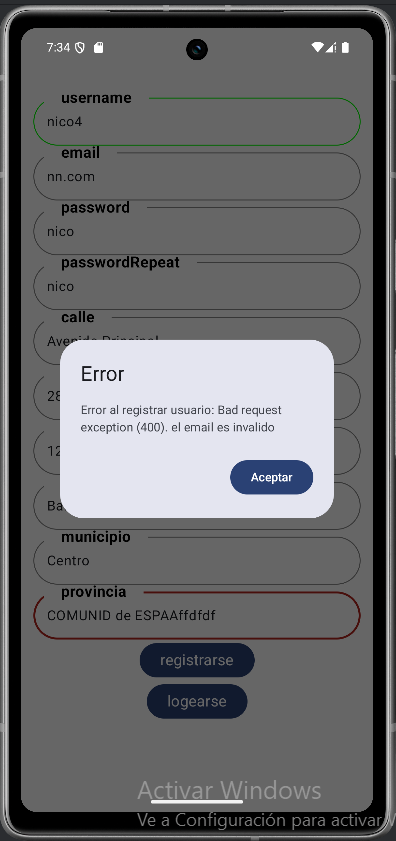 7:34
username
nico4
email
nn.com
password
nico
passwordRepeat
nico
calle
Avenida Principal
28
Error
Error al registrar usuario: Bad request
exception (400). el email es invalido
12
Aceptar
Ba
municipio
Centro
provincia
COMUNID de ESPAAffdfdf
registrarse
logearse
Activar Windows
Ve a Configuración para activar W